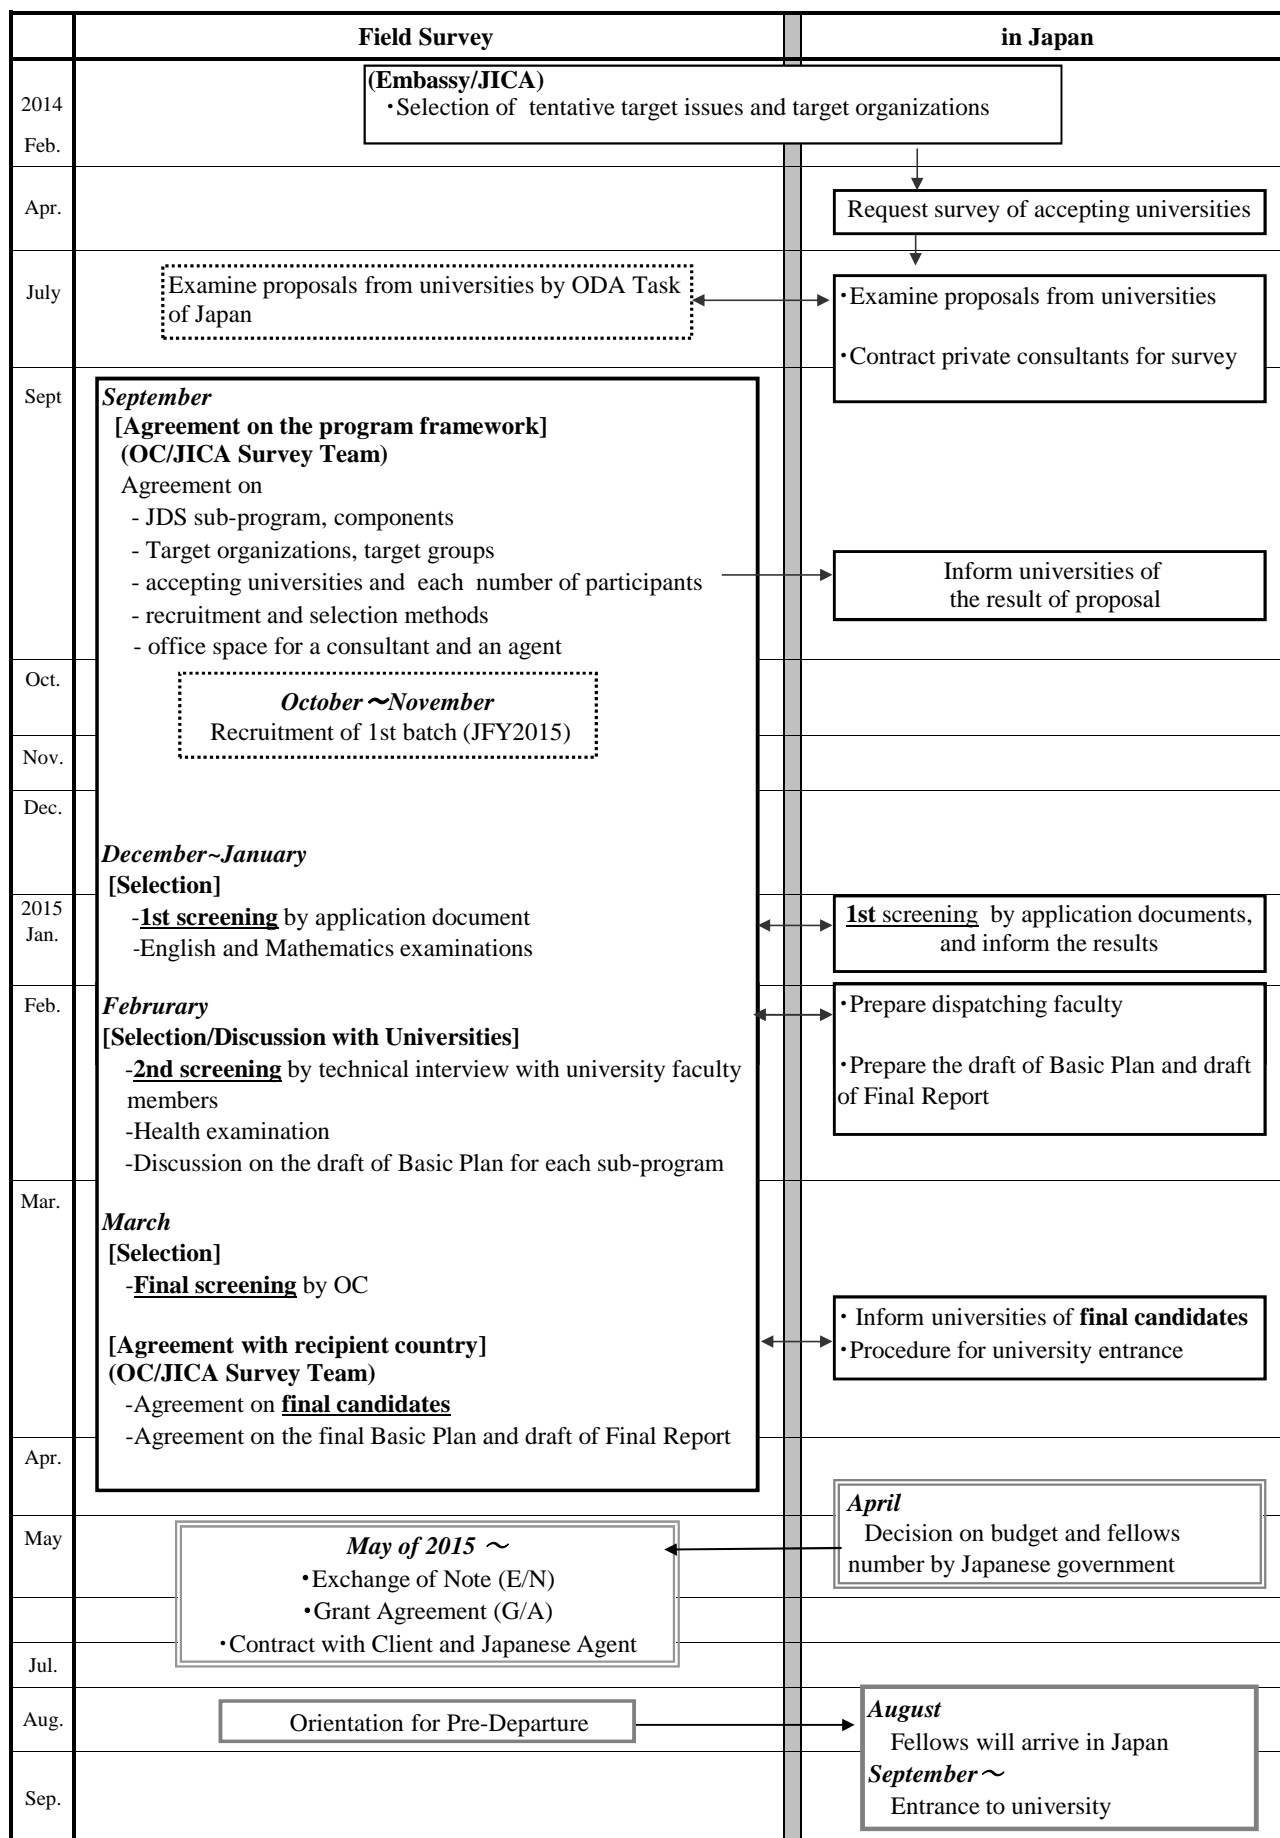 Field Survey
in Japan
2014
Feb.
(Embassy/JICA)
・Selection of tentative target issues and target organizations
Apr.
Request survey of accepting universities
July
Examine proposals from universities by ODA Task
of Japan
・Examine proposals from universities
・Contract private consultants for survey
Sept
September
[Agreement on the program framework]
(OC/JICA Survey Team)
Agreement on
- JDS sub-program, components
- Target organizations, target groups
- accepting universities and each number of participants
- recruitment and selection methods
- office space for a consultant and an agent
Inform universities of
the result of proposal
Oct.
October～November
Recruitment of 1st batch (JFY2015)
Nov.
Dec.
December~January
[Selection]
-1st screening by application document
-English and Mathematics examinations
2015
Jan.
1st screening by application documents,
and inform the results
Feb.
Februrary
[Selection/Discussion with Universities]
-2nd screening by technical interview with university faculty
members
-Health examination
-Discussion on the draft of Basic Plan for each sub-program
・Prepare dispatching faculty
・Prepare the draft of Basic Plan and draft
of Final Report
Mar.
March
[Selection]
-Final screening by OC
[Agreement with recipient country]
(OC/JICA Survey Team)
-Agreement on final candidates
-Agreement on the final Basic Plan and draft of Final Report
・ Inform universities of final candidates
・Procedure for university entrance
Apr.
April
Decision on budget and fellows
number by Japanese government
May
May of 2015 ～
・Exchange of Note (E/N)
・Grant Agreement (G/A)
・Contract with Client and Japanese Agent
Jul.
Aug.
Orientation for Pre-Departure
August
Fellows will arrive in Japan
September～
Entrance to university
Sep.